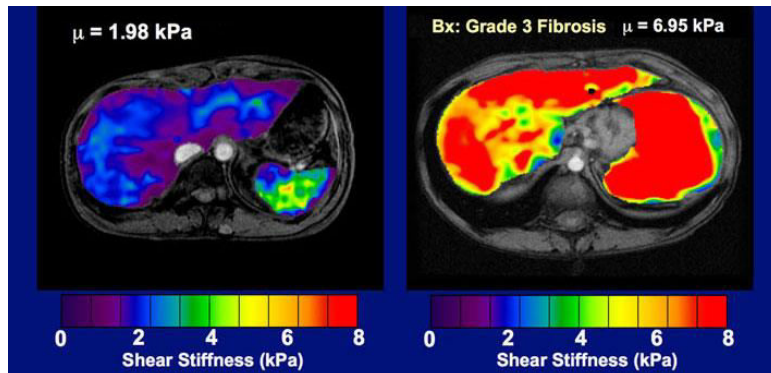 μ = 1.98 kPa
Bx: Grade 3 Fibrosis μ = 6.95 kPa
0 2 4 6 8
Shear Stiffness (kPa)
0 2 4 6 8
Shear Stiffness (kPa)